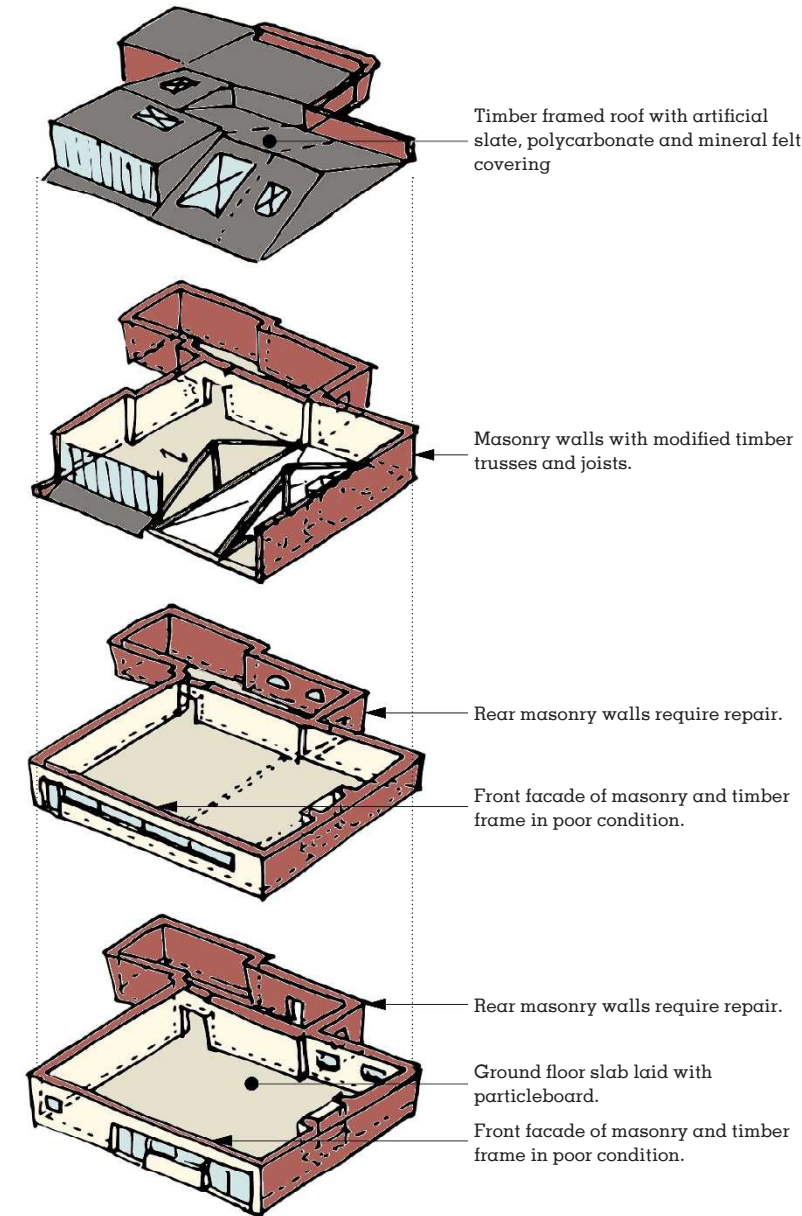 Timber framed roof with artificial
slate, polycarbonate and mineral felt
covering
Masonry walls with modified timber
trusses and joists.
Rear masonry walls require repair.
Front facade of masonry and timber
frame in poor condition.
Rear masonry walls require repair.
Ground floor slab laid with
particleboard.
Front facade of masonry and timber
frame in poor condition.